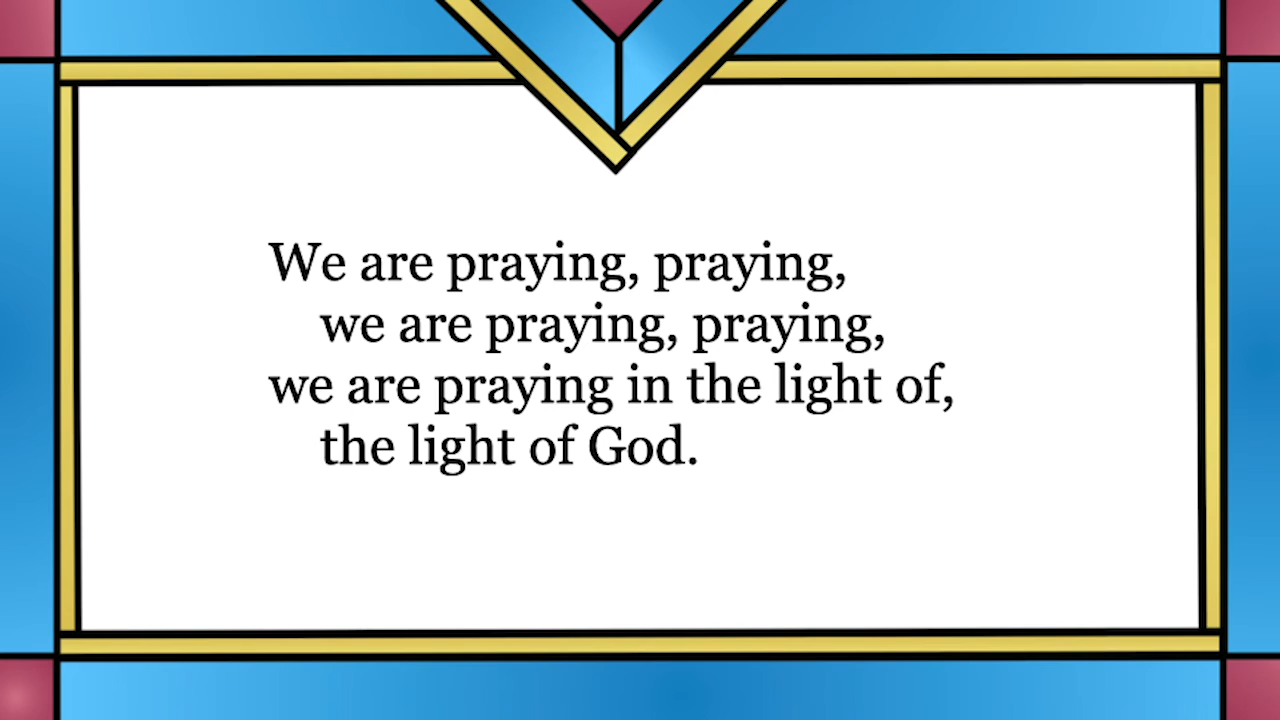 We are praying, praying,
we are praying, praying,
we are praying in the light of,
the light of God.